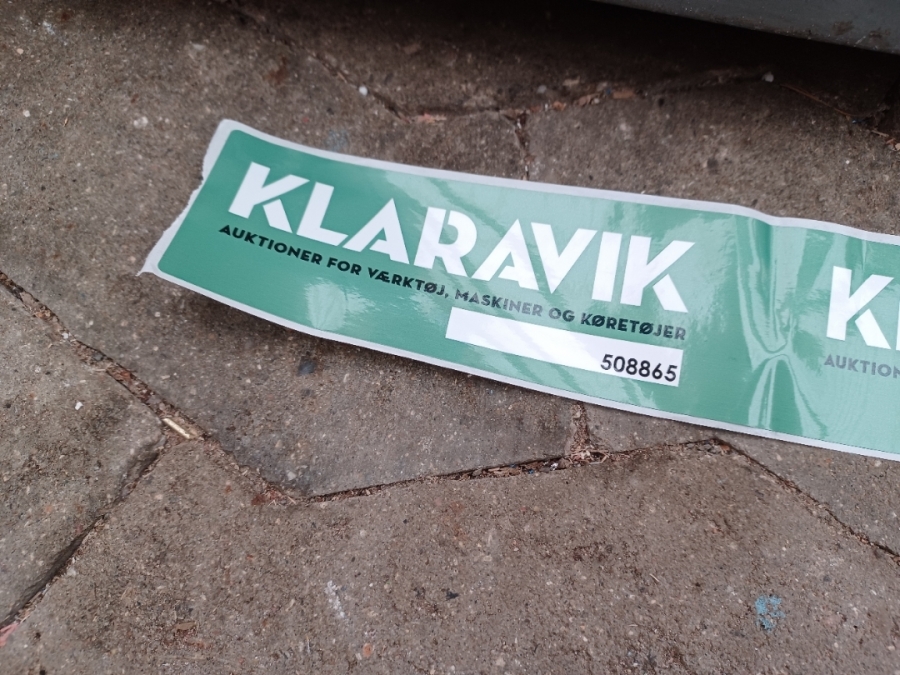 KLARAVIK
AUKTIONER FOR VÆRKTØJ, MASKINER OG KØRETØJER
508865